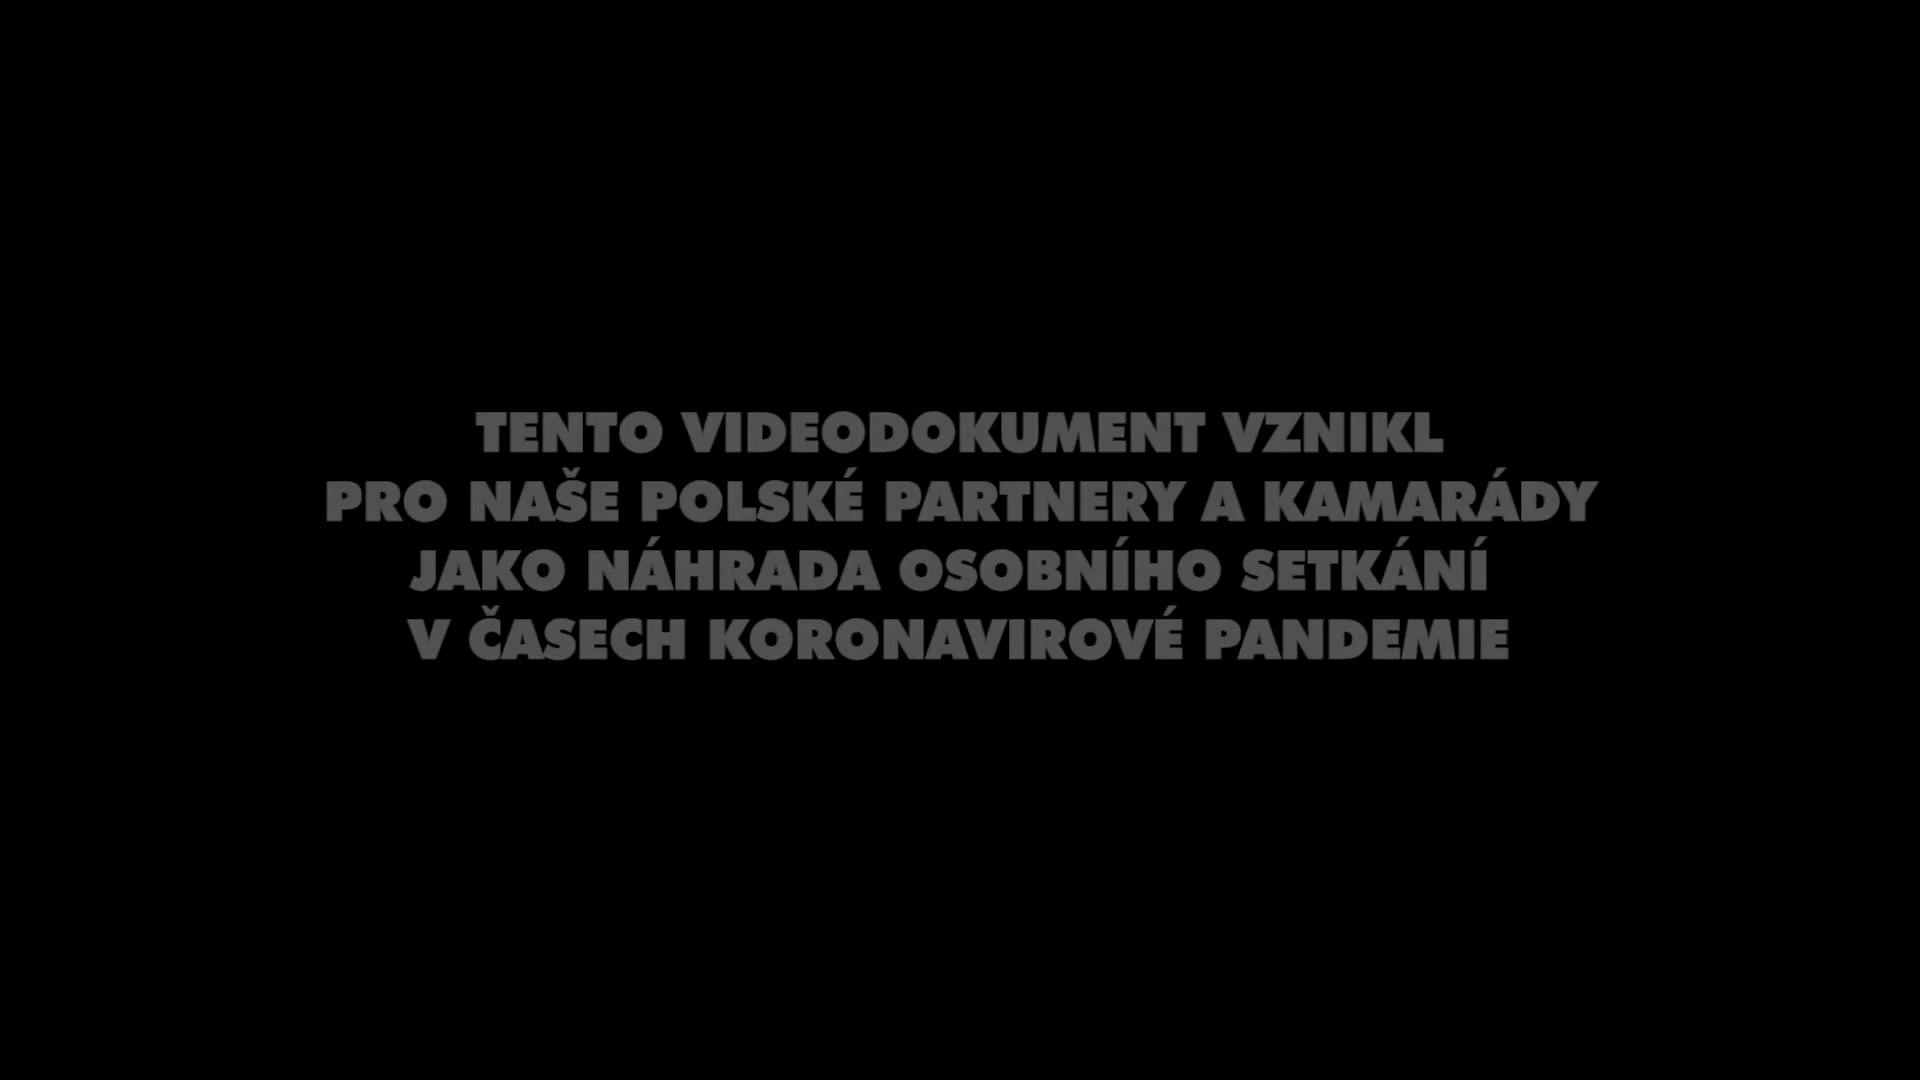 TENTO VIDEODOKUMENT VZNIKL
PRO NAŠE POLSKÉ PARTNERY A KAMARÁDY
JAKO NÁHRADA OSOBNÍHO SETKÁNÍ
V ČASECH KORONAVIROVÉ PANDEMIE